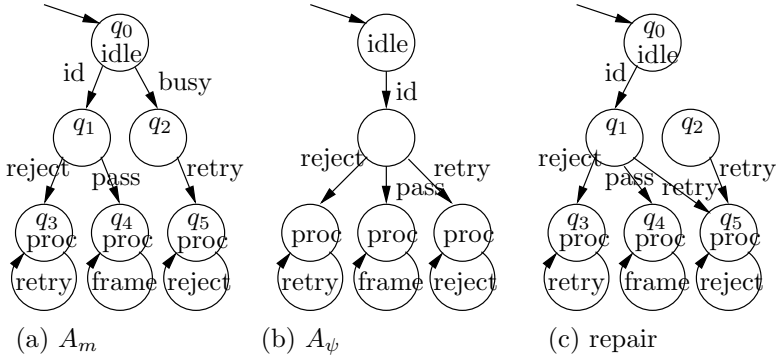 q0
idle
id
busy
q1
q2
reject
pass
retry
q3
proc
q4
proc
q5
proc
retry
frame
reject
(a) Am
idle
id
reject
pass
retry
proc
proc
proc
retry
frame
reject
(b) Aψ
q0
idle
id
q1
q2
reject
pass
retry
retry
q3
proc
q4
proc
q5
proc
retry
frame
reject
(c) repair